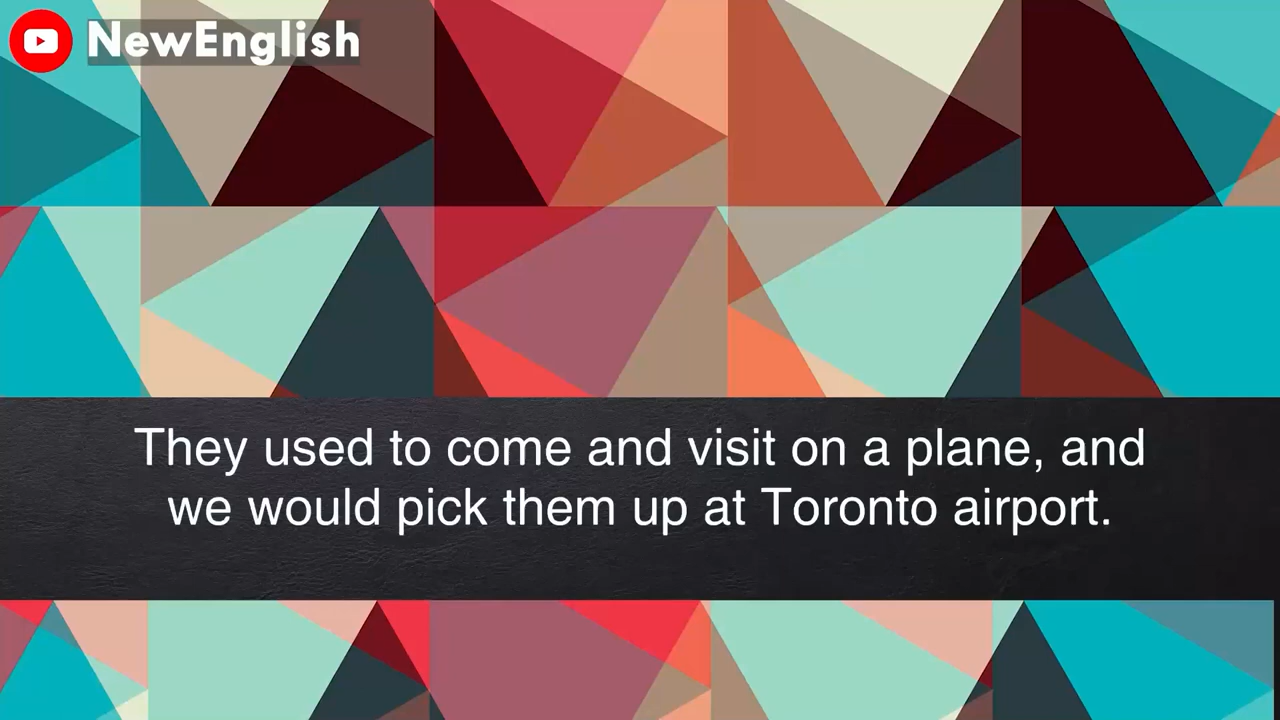 NewEnglish
They used to come and visit on a plane, and
we would pick them up at Toronto airport.